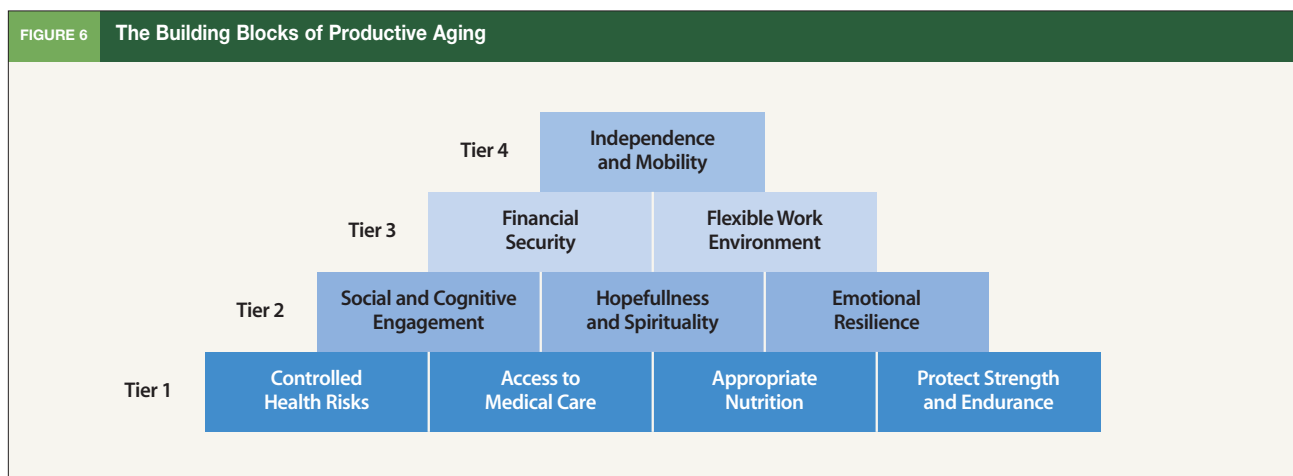 FIGURE 6
The Building Blocks of Productive Aging
Tier 4
Independence
and Mobility
Tier 3
Financial
Security
Flexible Work
Environment
Tier 2
Social and Cognitive
Engagement
Hopefullness
and Spirituality
Emotional
Resilience
Tier 1
Controlled
Health Risks
Access to
Medical Care
Appropriate
Nutrition
Protect Strength
and Endurance